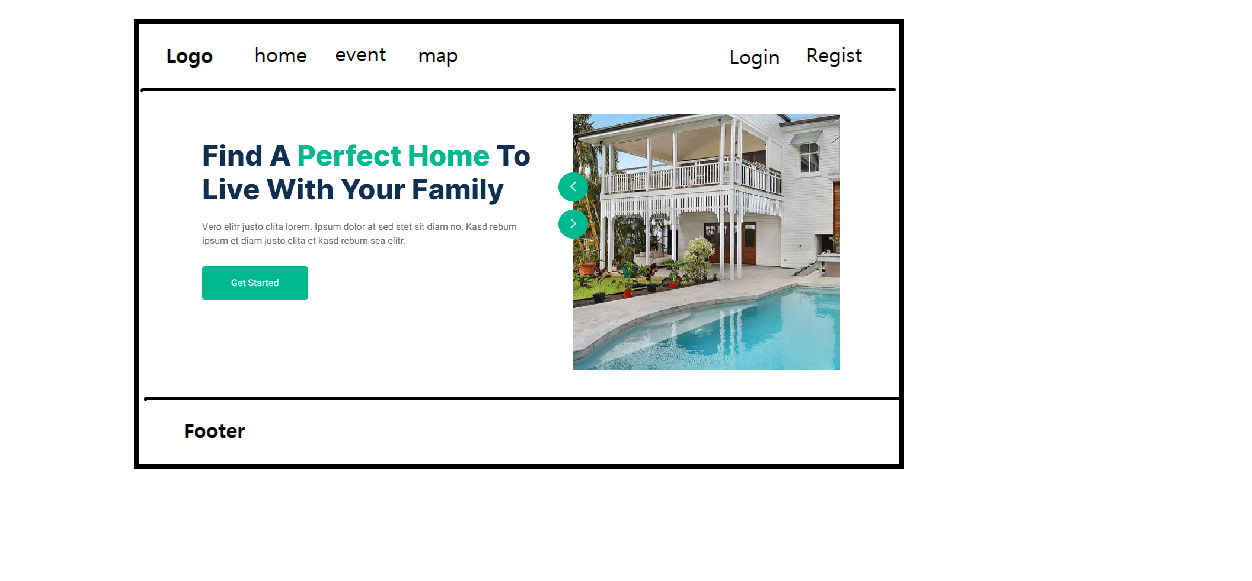 Logo home event map Login Regist
Find A Perfect Home To
Live With Your Family
Vero elitr justo clita lorem. Ipsum dolor at sed stet sit diam no. Kasd rebum
ipsum et diam justo clita et kasd rebum sea elitr.
Get Started
Footer